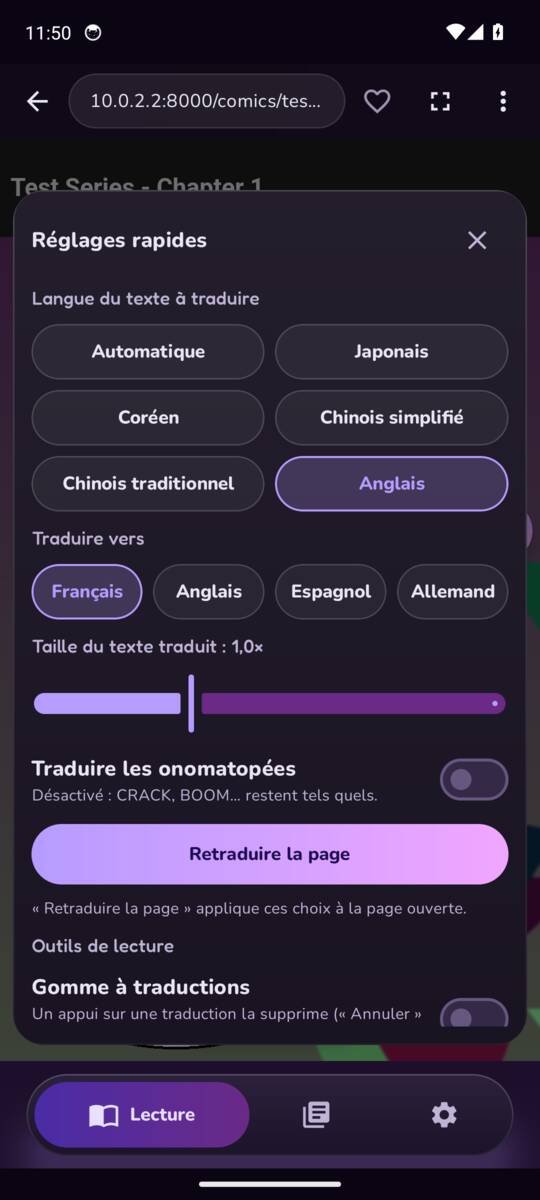 11:50
10.0.2.2:8000/comics/tes...
Test Series - Chapter 1
Réglages rapides
Langue du texte à traduire
Automatique
Japonais
Coréen
Chinois simplifié
Chinois traditionnel
Anglais
Traduire vers
Français
Anglais
Espagnol
Allemand
Taille du texte traduit : 1,0×
Traduire les onomatopées
Désactivé : CRACK, BOOM… restent tels quels.
Retraduire la page
« Retraduire la page » applique ces choix à la page ouverte.
Outils de lecture
Gomme à traductions
Un appui sur une traduction la supprime (« Annuler »
Lecture